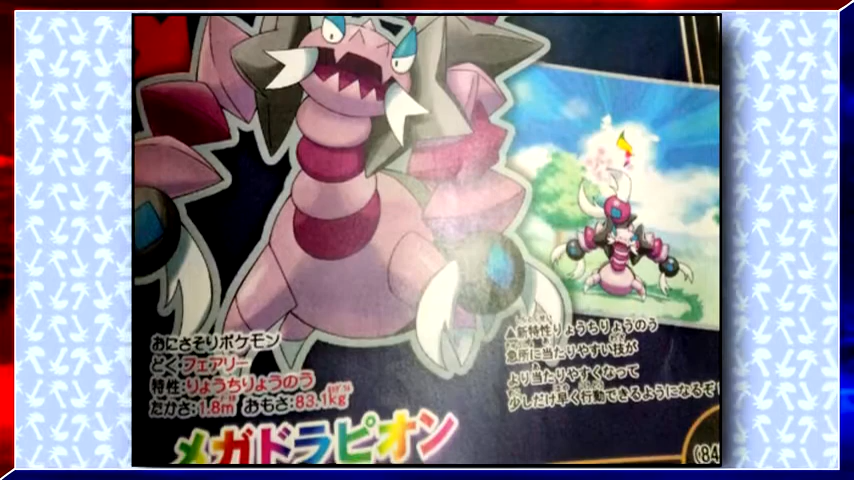 おにさそりポケモン
どく・フェアリー
特性:りょうちりょうのう
たかさ:1.8m おもさ:83.1kg
メガドラピオン
▲新特性りょうちりょうのう
急所に当たりやすい技が
より当たりやすくなって
少しだけ早く行動できるようになるぞ
(84